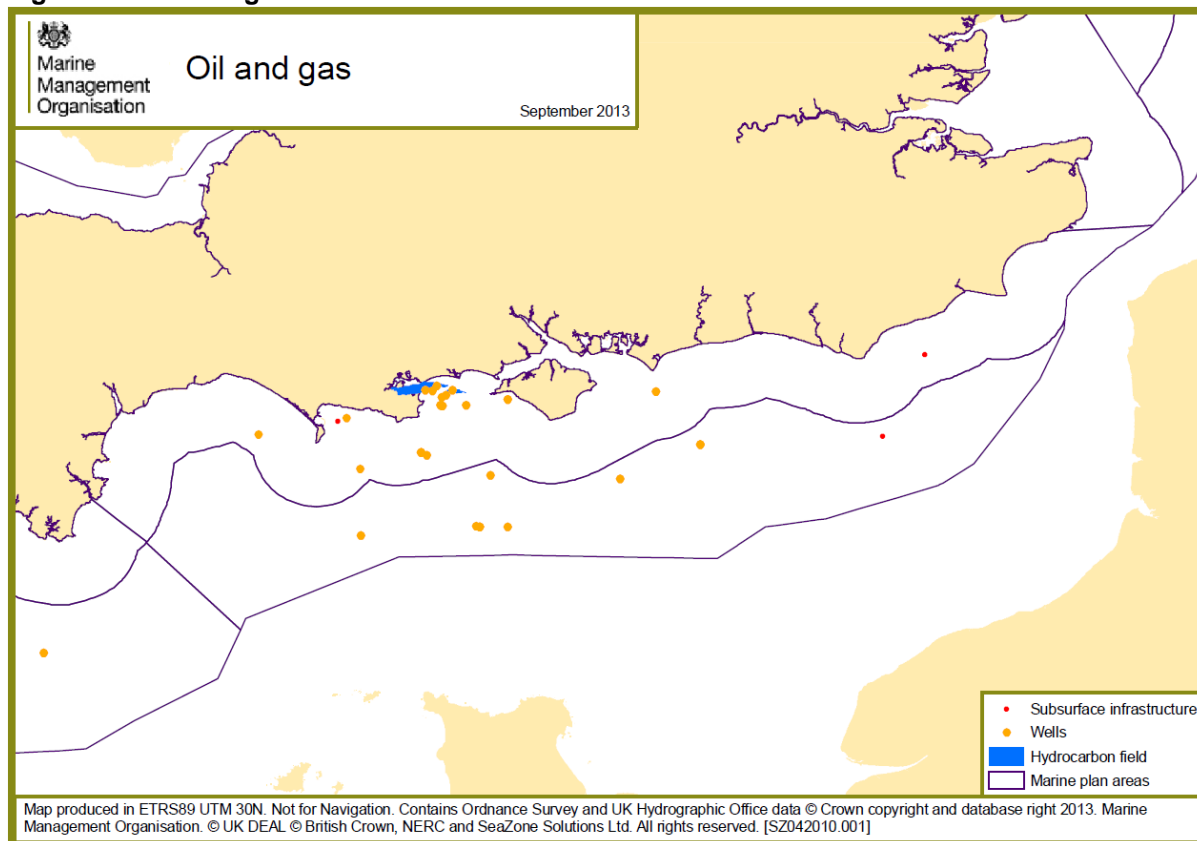 Marine
Management
Organisation
Oil and gas
September 2013
Subsurface infrastructure
Wells
Hydrocarbon field
Marine plan areas
Map produced in ETRS89 UTM 30N. Not for Navigation. Contains Ordnance Survey and UK Hydrographic Office data © Crown copyright and database right 2013. Marine
Management Organisation. © UK DEAL © British Crown, NERC and SeaZone Solutions Ltd. All rights reserved. [SZ042010.001]